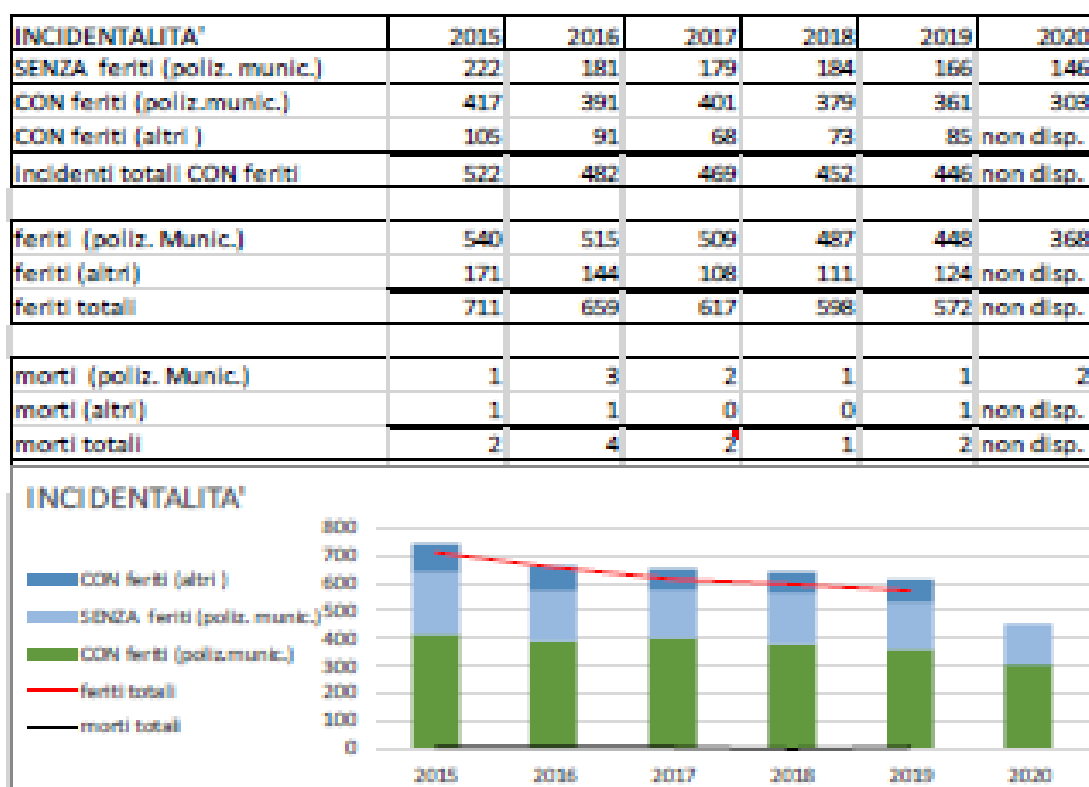 INCIDENTALITA' 2015 2016 2017 2018 2019 2020
SENZA feriti (poliz. munic.) 222 181 179 184 166 146
CON feriti (poliz.munic.) 417 391 401 379 361 303
CON feriti (altri ) 105 91 68 73 85 non disp.
incidenti totali CON feriti 522 482 469 452 446 non disp.
feriti (poliz. Munic.) 540 515 509 487 448 368
feriti (altri) 171 144 108 111 124 non disp.
feriti totali 711 659 617 598 572 non disp.
morti (poliz. Munic.) 1 3 2 1 1 2
morti (altri) 1 1 0 0 1 non disp.
morti totali 2 4 2 1 2 non disp.
INCIDENTALITA'
CON feriti (altri )
SENZA feriti (poliz. munic.)
CON feriti (poliz.munic.)
feriti totali
morti totali
800
700
600
500
400
300
200
100
0
2015 2016 2017 2018 2019 2020